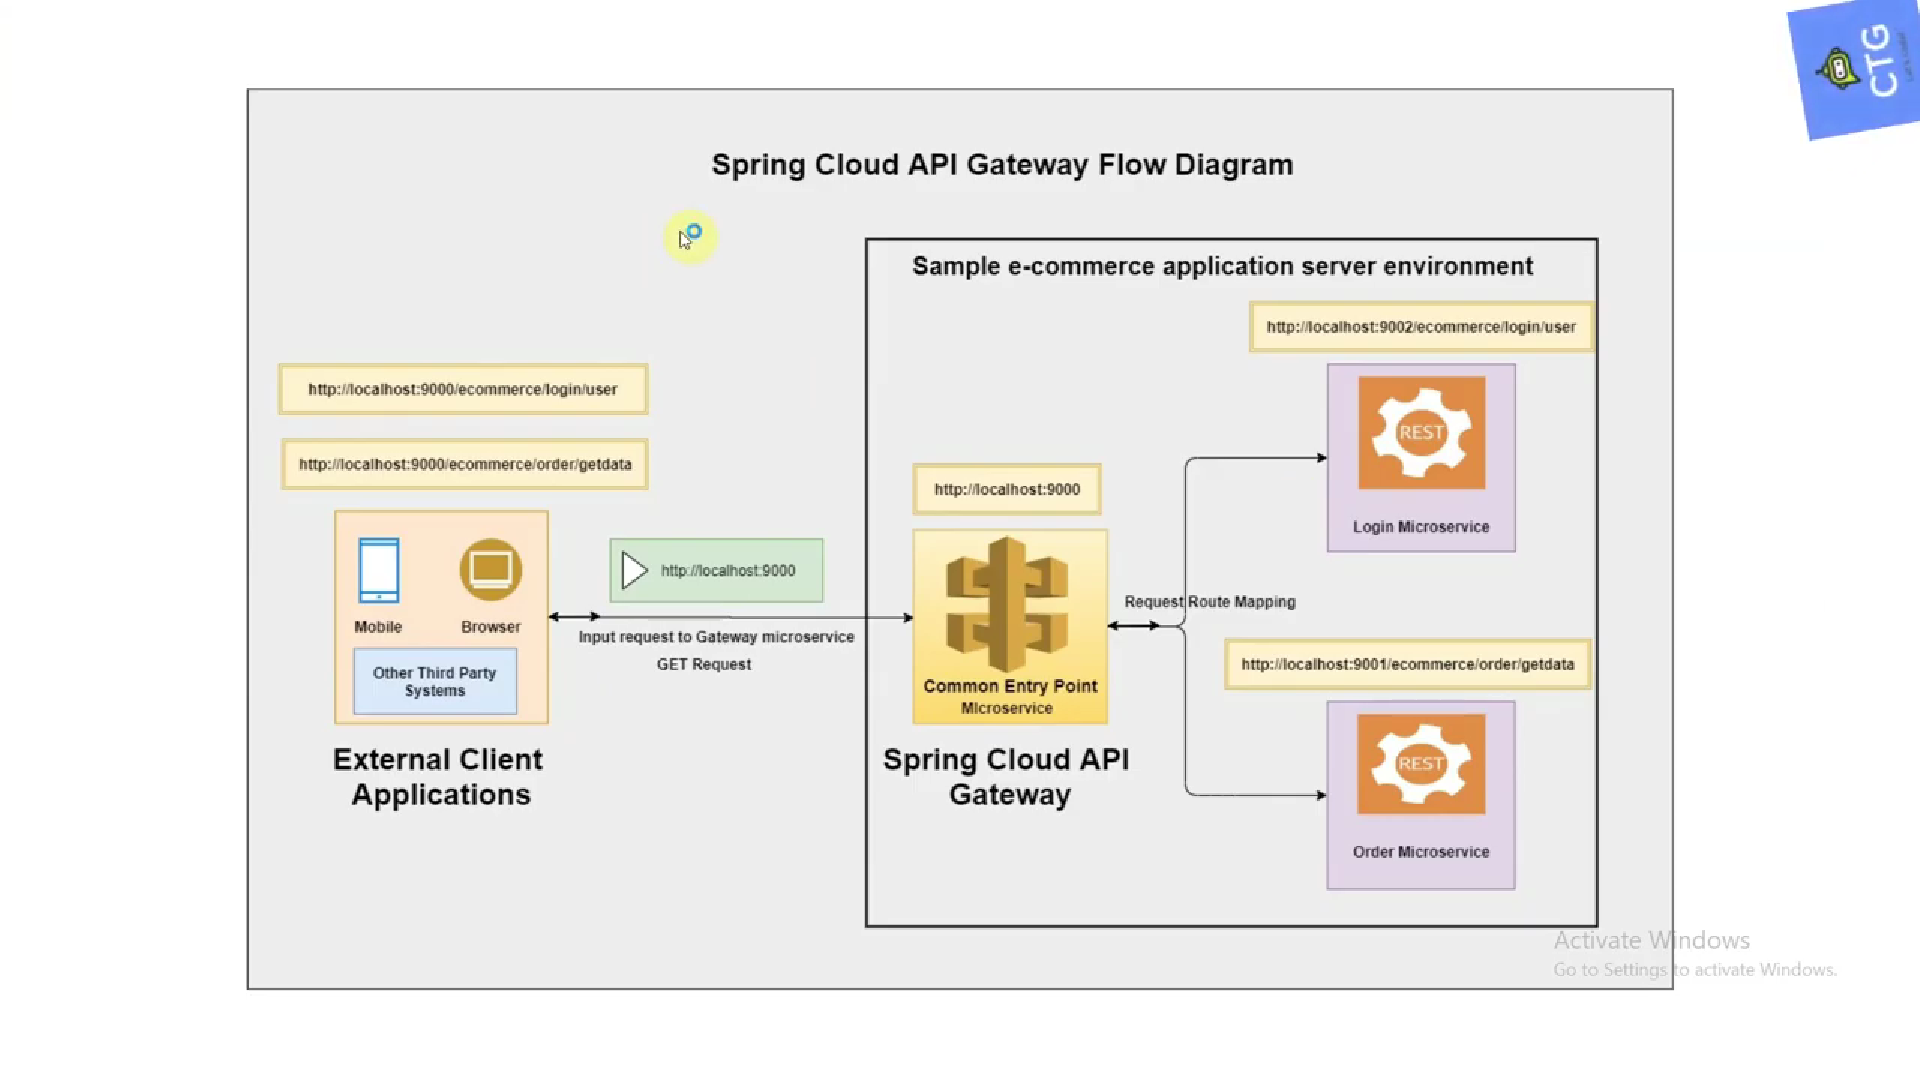 CTG
Spring Cloud API Gateway Flow Diagram
Sample e-commerce application server environment
http://localhost:9002/ecommerce/login/user
http://localhost:9000/ecommerce/login/user
http://localhost:9000/ecommerce/order/getdata
REST
Login Microservice
http://localhost:9000
http://localhost:9000
Mobile
Browser
Other Third Party
Systems
Input request to Gateway microservice
GET Request
External Client
Applications
Common Entry Point
Microservice
Spring Cloud API
Gateway
Request Route Mapping
http://localhost:9001/ecommerce/order/getdata
REST
Order Microservice
Activate Windows
Go to Settings to activate Windows.